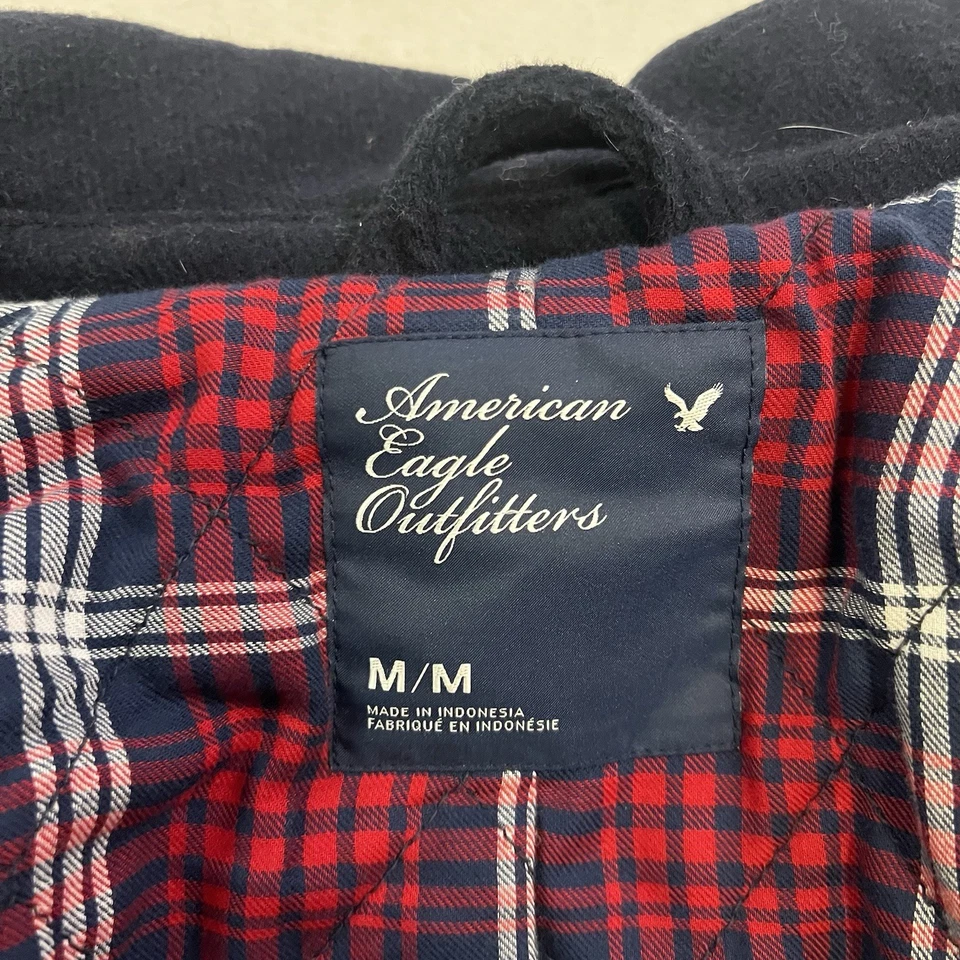 American
Eagle
Outfitters
M/M
MADE IN INDONESIA
FABRIQUÉ EN INDONÉSIE